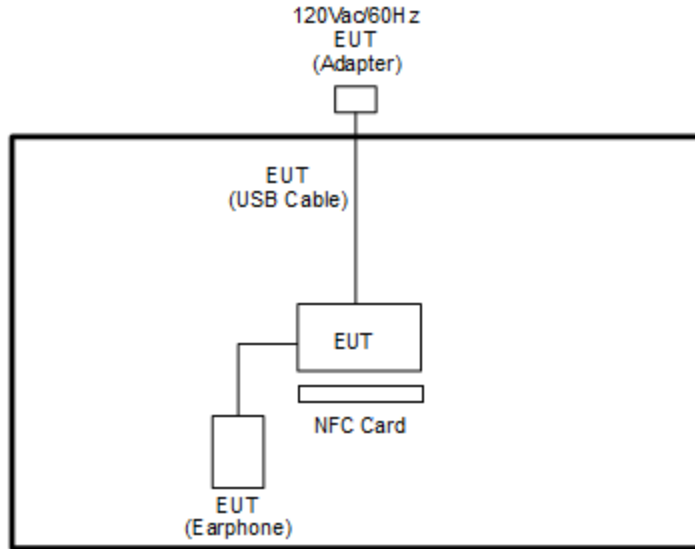 120Vac/60Hz
EUT
(Adapter)
EUT
(USB Cable)
EUT
NFC Card
EUT
(Earphone)